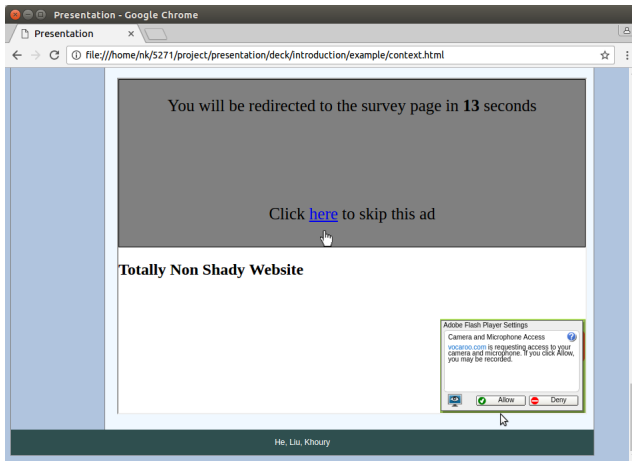 Presentation - Google Chrome
Presentation
file:///home/nk/5271/project/presentation/deck/introduction/example/context.html
You will be redirected to the survey page in 13 seconds
Click here to skip this ad
Totally Non Shady Website
Adobe Flash Player Settings
Camera and Microphone Access
vocaroo.com is requesting access to your
camera and microphone. If you click Allow,
you may be recorded.
Allow
Deny
He, Liu, Khoury